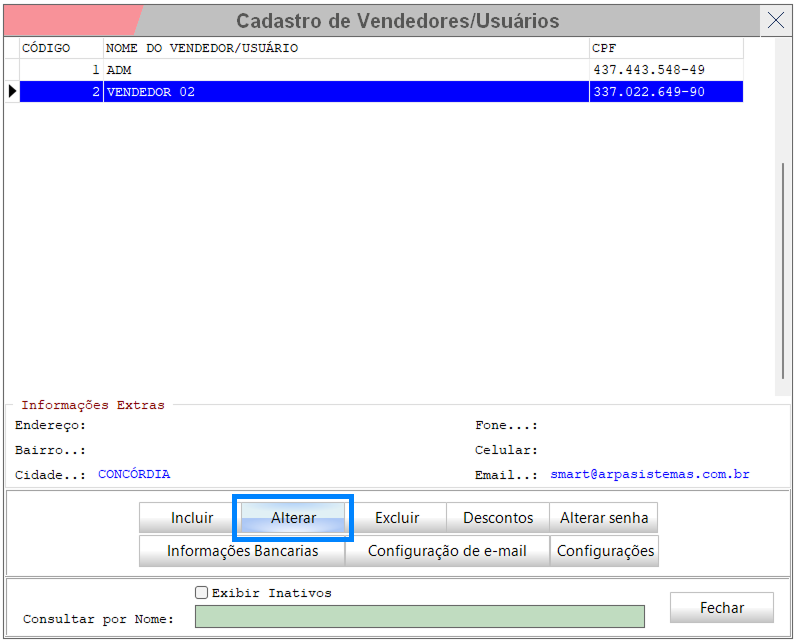 Cadastro de Vendedores/Usuários
CÓDIGO NOME DO VENDEDOR/USUÁRIO CPF
1 ADM 437.443.548-49
2 VENDEDOR 02 337.022.649-90
Informações Extras
Endereço: Fone...:
Bairro..: Celular:
Cidade..: CONCÓRDIA Email..: smart@arpasistemas.com.br
Incluir Alterar Excluir Descontos Alterar senha
Informações Bancarias Configuração de e-mail Configurações
Exibir Inativos
Consultar por Nome: Fechar